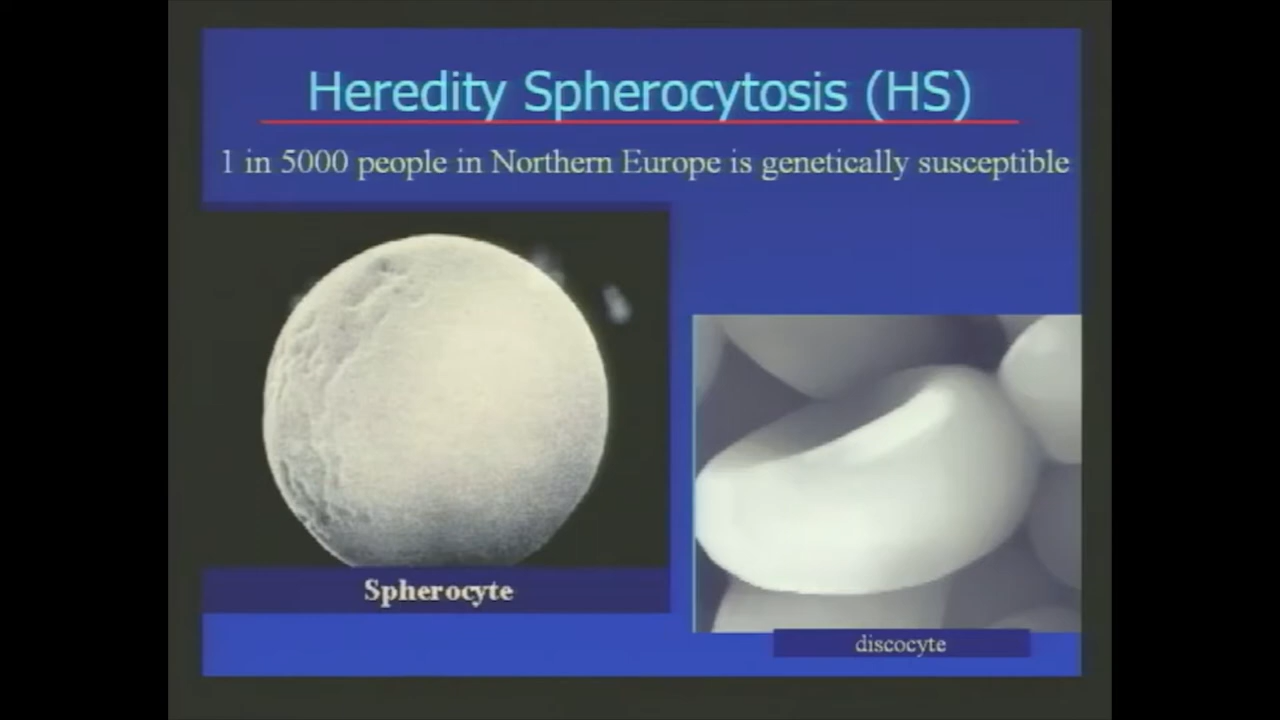 Heredity Spherocytosis (HS)
1 in 5000 people in Northern Europe is genetically susceptible
Spherocyte
discocyte